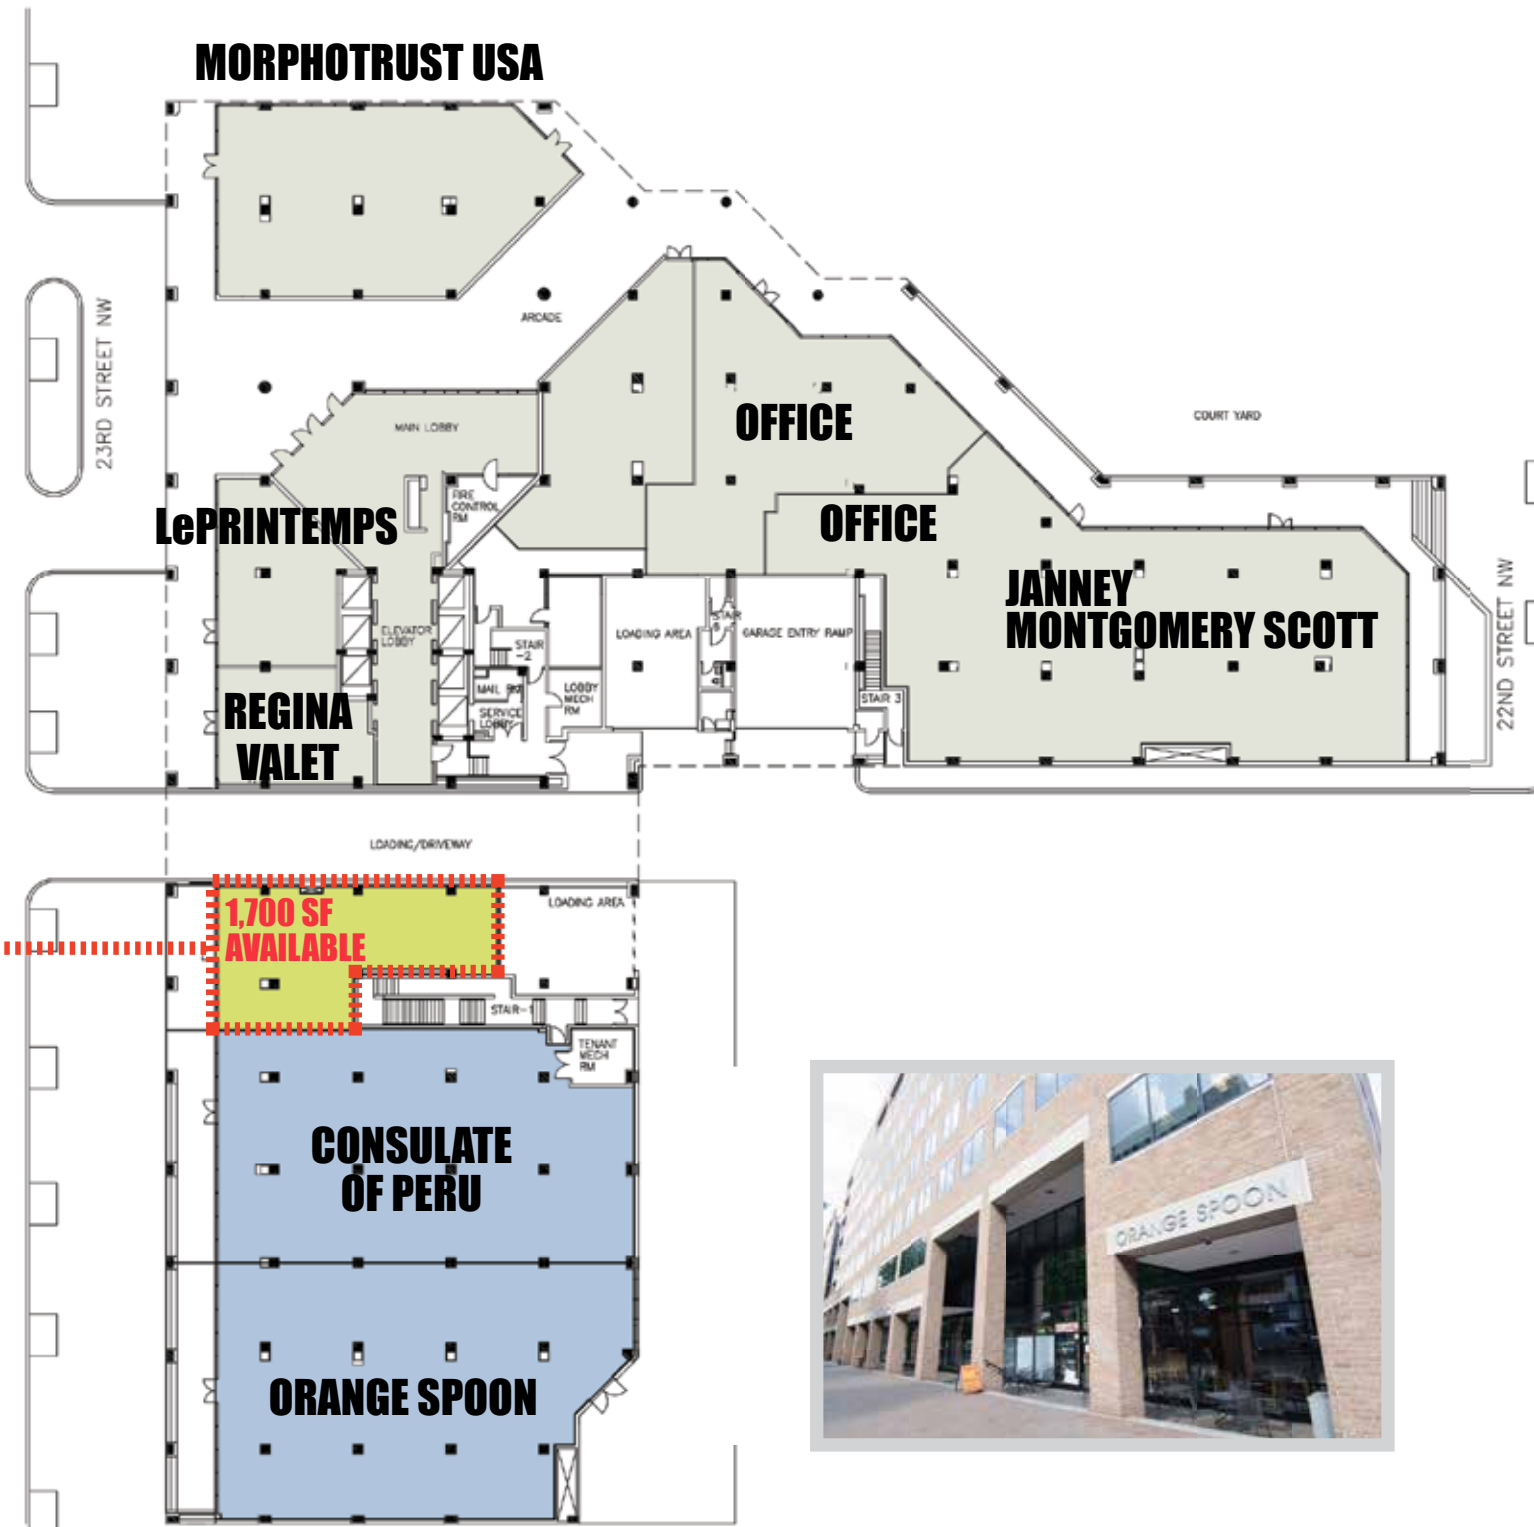 MORPHOTRUST USA
23RD STREET NW
ARCADE
MAIN LOBBY
OFFICE
COURT YARD
LePRINTEMPS
FIRE
CONTROL
RM
OFFICE
JANNEY
MONTGOMERY SCOTT
22ND STREET NW
ELEVATOR
LOBBY
STAIR
-2
LOADING AREA
STAIR
GARAGE ENTRY RAMP
MAIL RM
LOBBY
MECH
RM
STAIR 3
SERVICE
LOBBY
REGINA
VALET
LOADING/DRIVEWAY
1,700 SF
AVAILABLE
LOADING AREA
STAIR-1
TENANT
MECH
RM
CONSULATE
OF PERU
ORANGE SPOON
ORANGE SPOON